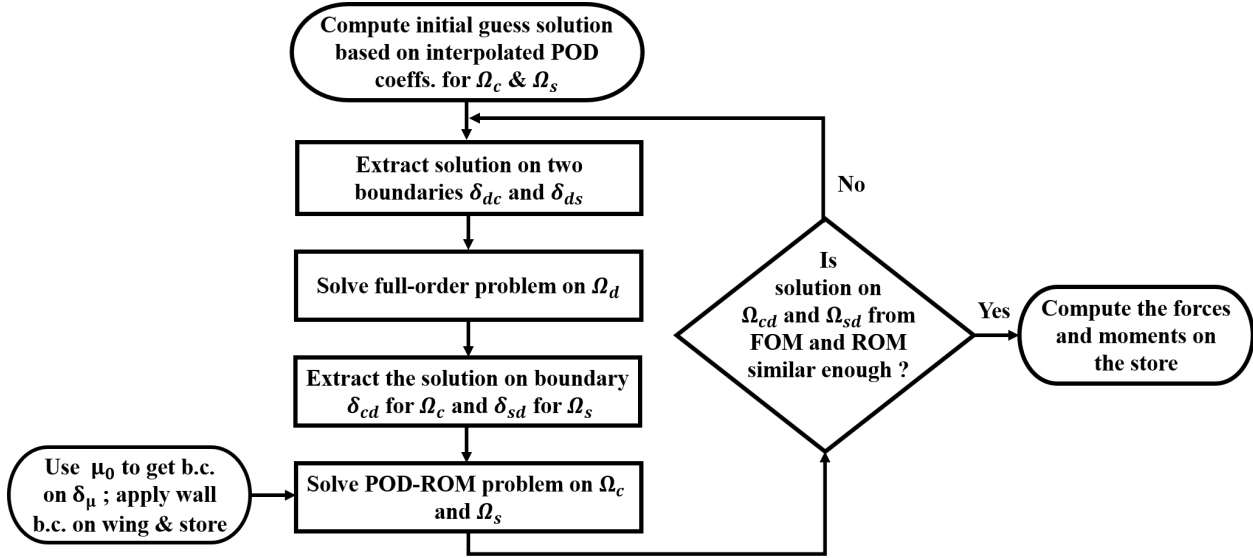 Compute initial guess solution
based on interpolated POD
coeffs. for Ω_c & Ω_s
Extract solution on two
boundaries δ_dc and δ_ds
Solve full-order problem on Ω_d
Extract the solution on boundary
δ_cd for Ω_c and δ_sd for Ω_s
Use μ_0 to get b.c.
on δ_μ ; apply wall
b.c. on wing & store
Solve POD-ROM problem on Ω_c
and Ω_s
No
Is
solution on
Ω_cd and Ω_sd from
FOM and ROM
similar enough ?
Yes
Compute the forces
and moments on
the store